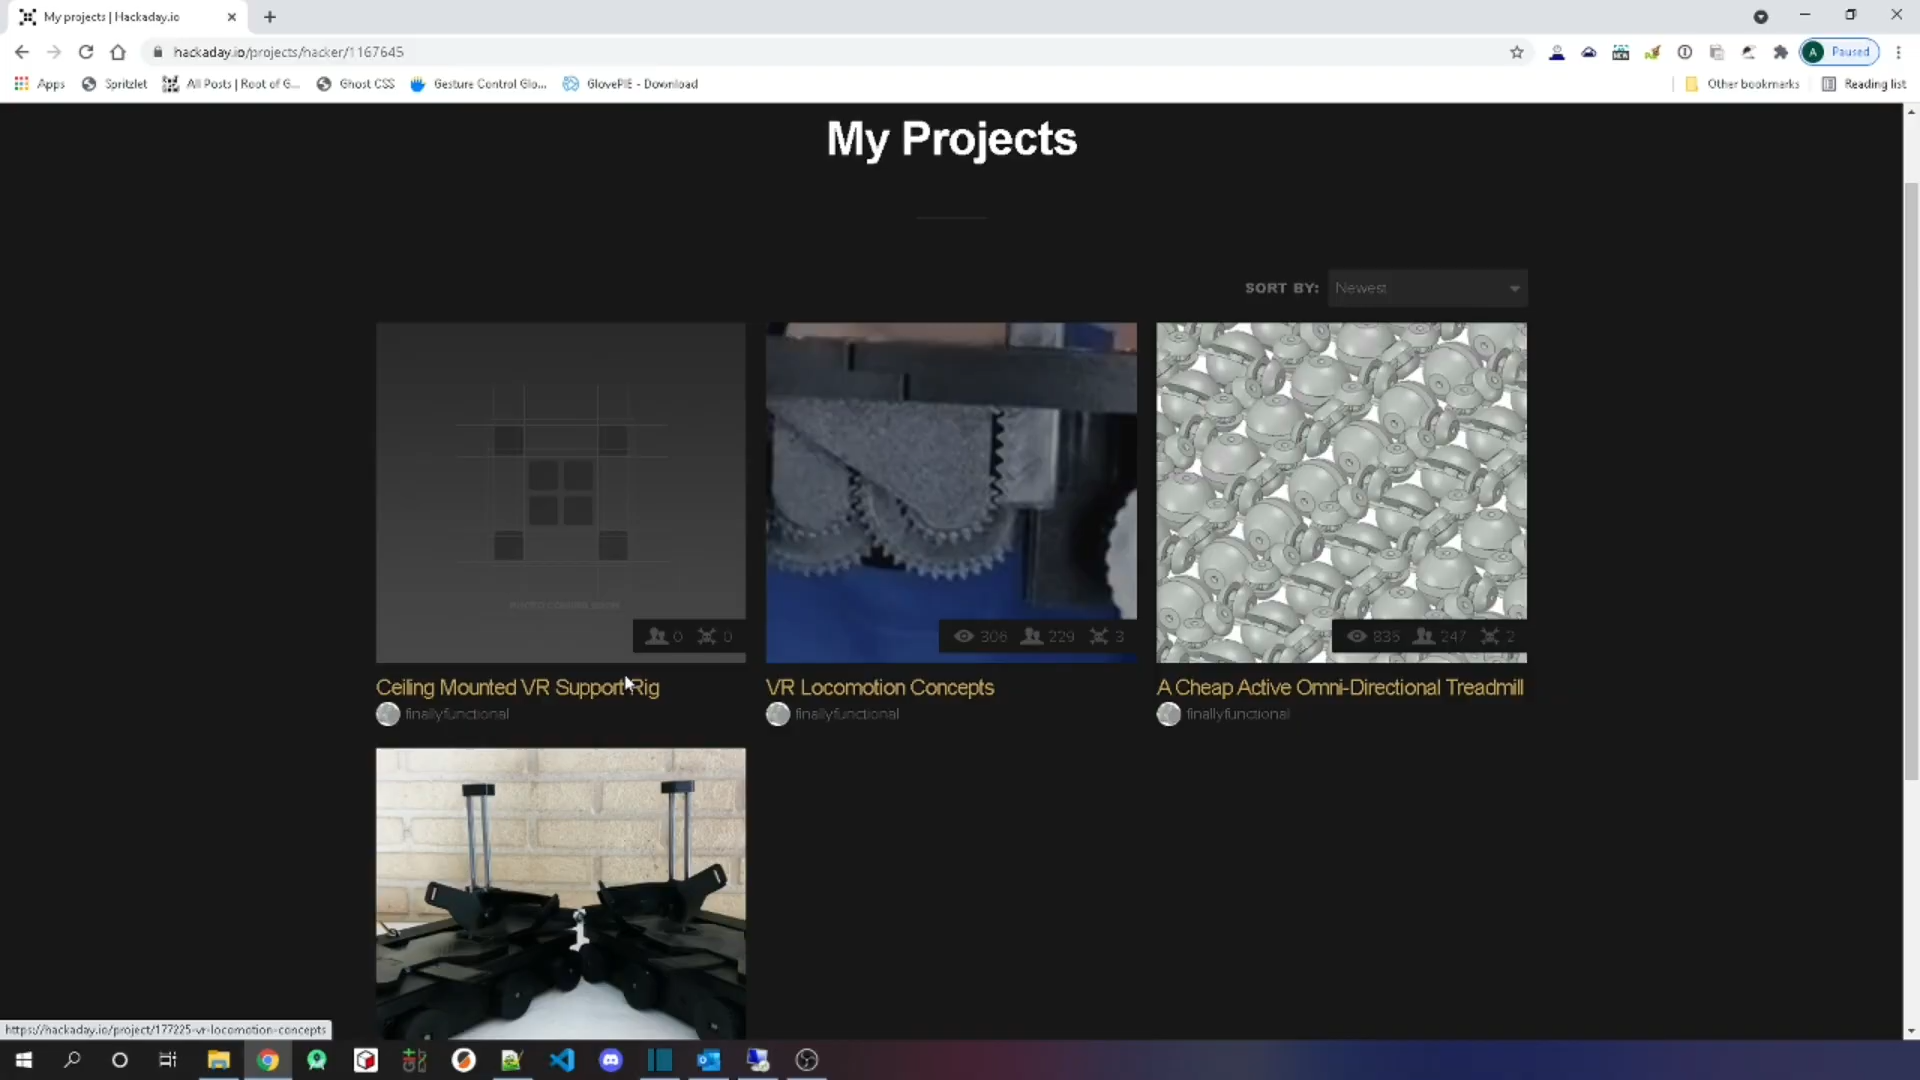 My projects | Hackaday.io
hackaday.io/projects/hacker/1167645
A Paused
Apps Spritzlet All Posts | Root of G... Ghost CSS Gesture Control Glo... GlovePIE - Download Other bookmarks Reading list
My Projects
SORT BY: Newest
0 0
306 229 3
835 247 2
Ceiling Mounted VR Support Rig
VR Locomotion Concepts
A Cheap Active Omni-Directional Treadmill
finallyfunctional
finallyfunctional
finallyfunctional
https://hackaday.io/project/177225-vr-locomotion-concepts